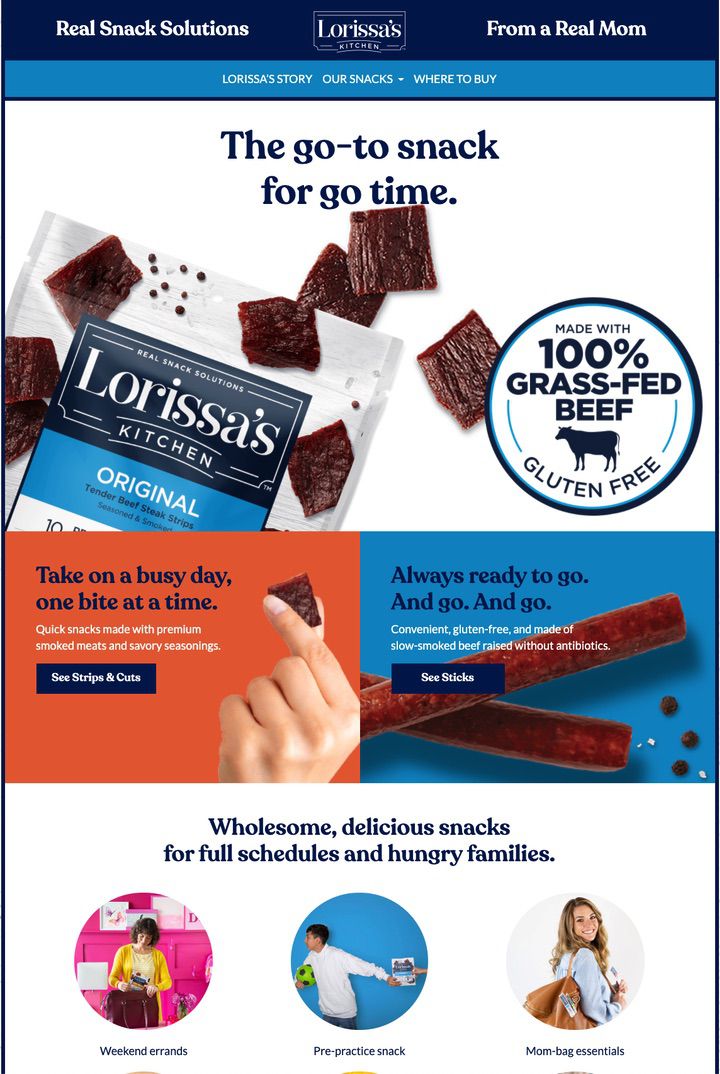 Real Snack Solutions
Lorissa's
KITCHEN
From a Real Mom
LORISSA'S STORY OUR SNACKS WHERE TO BUY
The go-to snack
for go time.
REAL SNACK SOLUTIONS
Lorissa's
KITCHEN
TM
ORIGINAL
Tender Beef Steak Strips
Seasoned & Smoked
10
MADE WITH
100%
GRASS-FED
BEEF
GLUTEN FREE
Take on a busy day,
one bite at a time.
Quick snacks made with premium
smoked meats and savory seasonings.
See Strips & Cuts
Always ready to go.
And go. And go.
Convenient, gluten-free, and made of
slow-smoked beef raised without antibiotics.
See Sticks
Wholesome, delicious snacks
for full schedules and hungry families.
D
Lorissa's
Weekend errands
Pre-practice snack
Mom-bag essentials